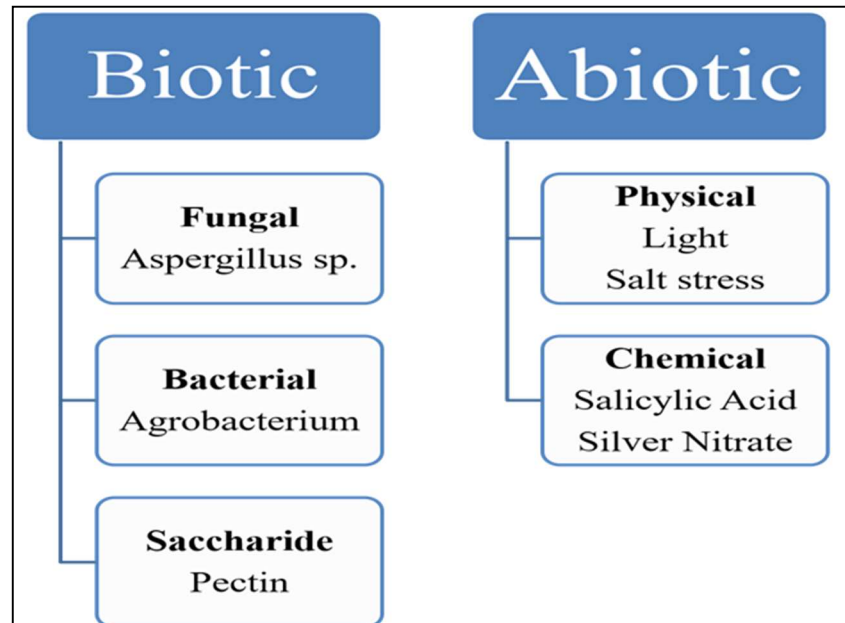 Biotic
Fungal
Aspergillus sp.
Bacterial
Agrobacterium
Saccharide
Pectin
Abiotic
Physical
Light
Salt stress
Chemical
Salicylic Acid
Silver Nitrate